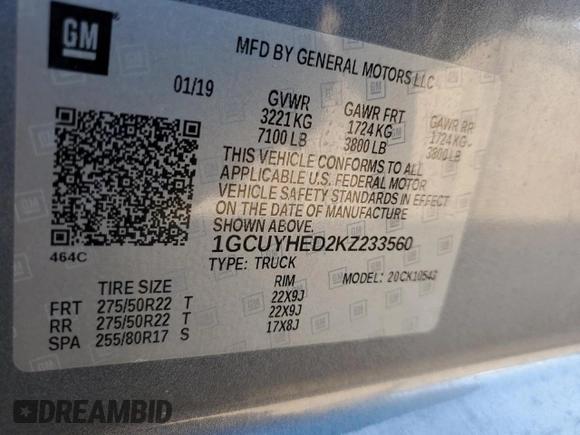 GM
MFD BY GENERAL MOTORS LLC
01/19
GVWR GAWR FRT GAWR RR
3221 KG 1724 KG 1724 KG
7100 LB 3800 LB 3800 LB
THIS VEHICLE CONFORMS TO ALL
APPLICABLE U.S. FEDERAL MOTOR
VEHICLE SAFETY STANDARDS IN EFFECT
ON THE DATE OF MANUFACTURE
SHOWN ABOVE.
464C
1GCUYHED2KZ233560
TYPE: TRUCK MODEL: 20CK10543
TIRE SIZE RIM
FRT 275/50R22 T 22X9J
RR 275/50R22 T 22X9J
SPA 255/80R17 S 17X8J
DREAMBID